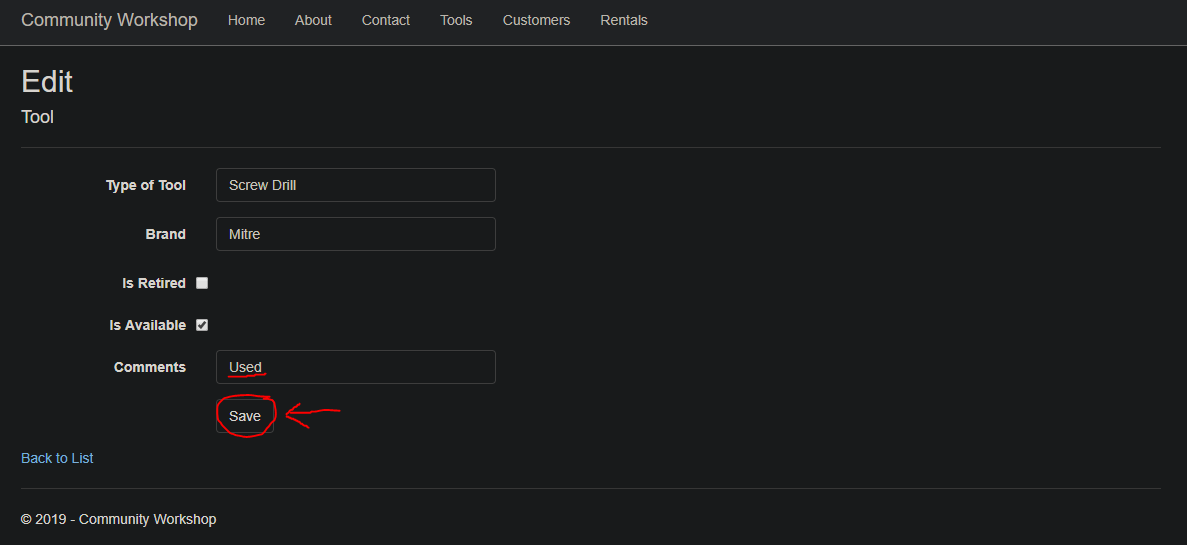 Community Workshop Home About Contact Tools Customers Rentals
Edit
Tool
Type of Tool Screw Drill
Brand Mitre
Is Retired
Is Available
Comments Used
Save
Back to List
© 2019 - Community Workshop